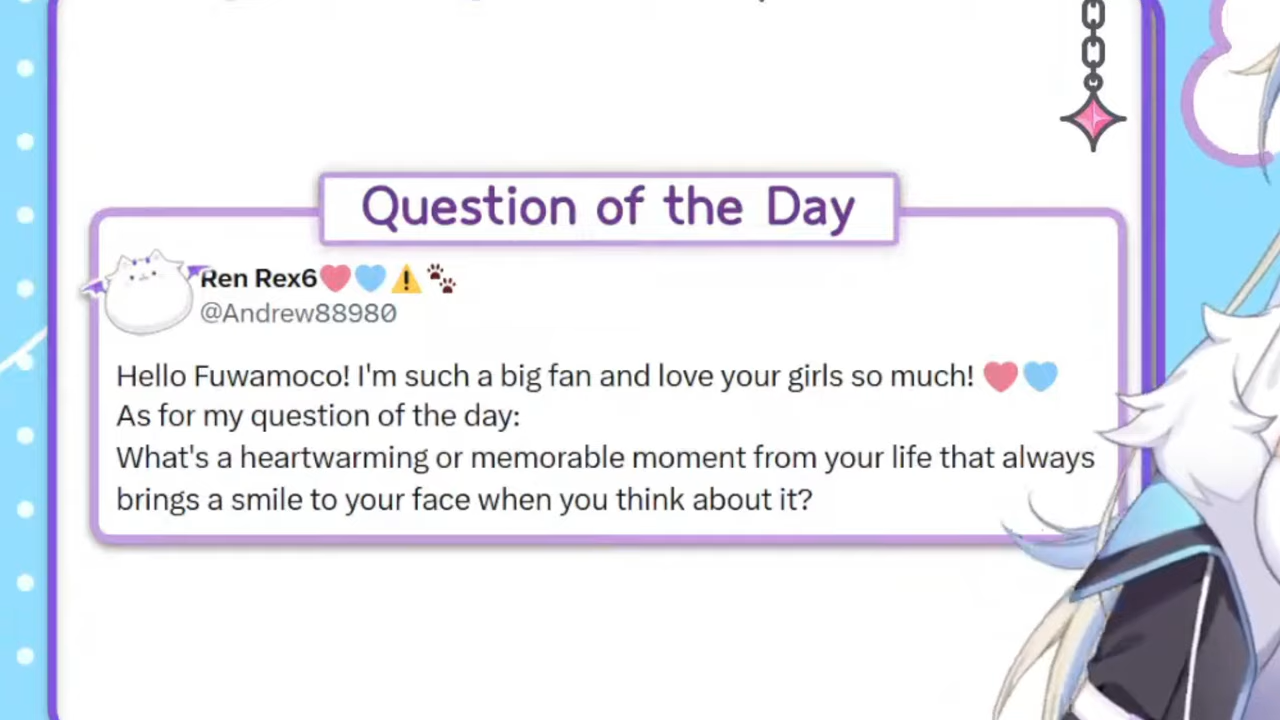 Question of the Day
Ren Rex6❤️💙⚠️🐾
@Andrew88980
Hello Fuwamoco! I'm such a big fan and love your girls so much! ❤️💙
As for my question of the day:
What's a heartwarming or memorable moment from your life that always
brings a smile to your face when you think about it?